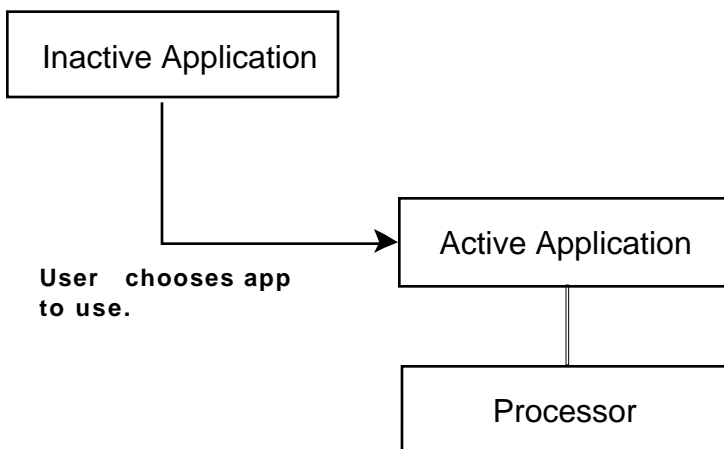 Inactive Application
Active Application
User chooses app
to use.
Processor